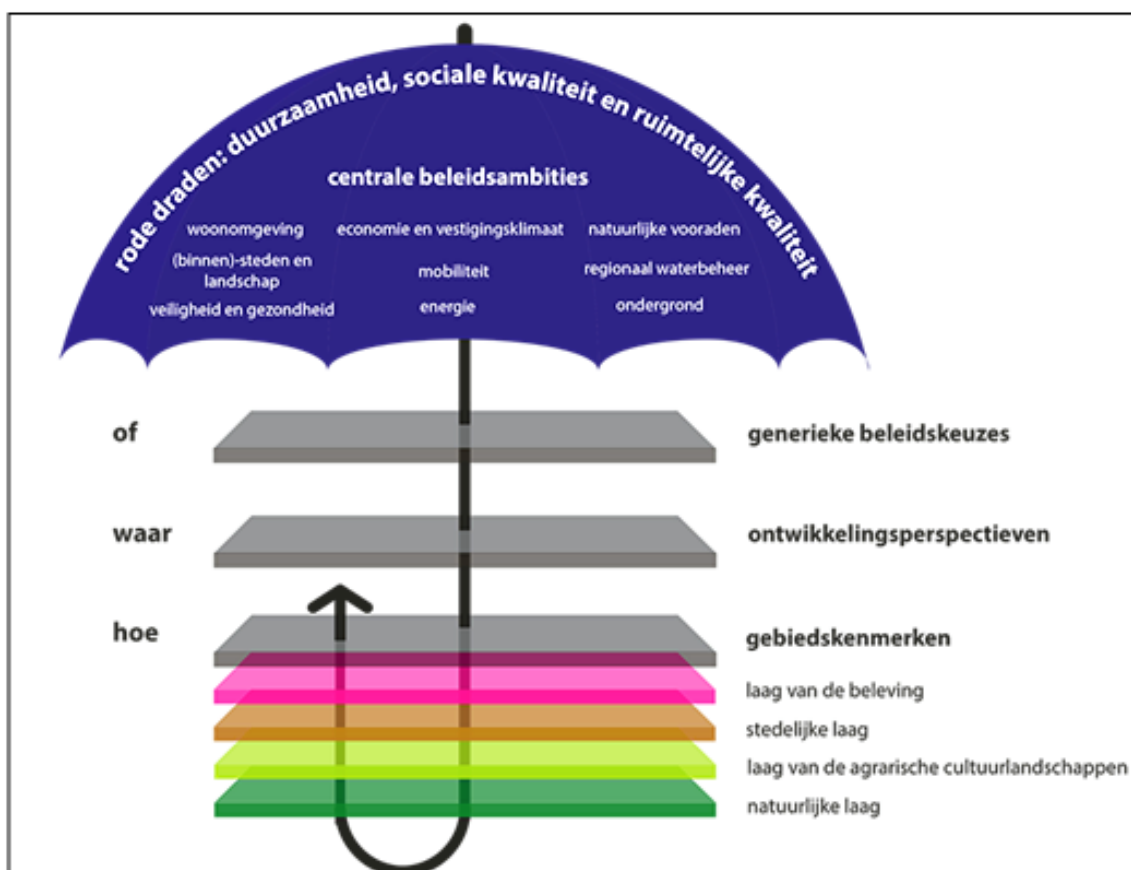 rode draden: duurzaamheid, sociale kwaliteit en ruimtelijke kwaliteit
centrale beleidsambities
woonomgeving
(binnen)-steden en
landschap
veiligheid en gezondheid
economie en vestigingsklimaat
mobiliteit
energie
natuurlijke vooraden
regionaal waterbeheer
ondergrond
of
generieke beleidskeuzes
waar
ontwikkelingsperspectieven
hoe
gebiedskenmerken
laag van de beleving
stedelijke laag
laag van de agrarische cultuurlandschappen
natuurlijke laag